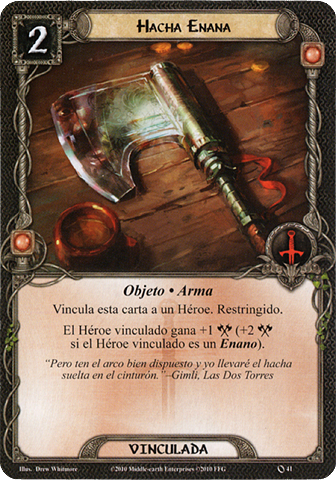 Hacha Enana
2
Objeto • Arma
Vincula esta carta a un Héroe. Restringido.
El Héroe vinculado gana +1 (+2
si el Héroe vinculado es un Enano).
"Pero ten el arco bien dispuesto y yo llevaré el hacha
suelta en el cinturón." –Gimli, Las Dos Torres
VINCULADA
Illus. Drew Whitmore
©2010 Middle-earth Enterprises ©2010 FFG
41